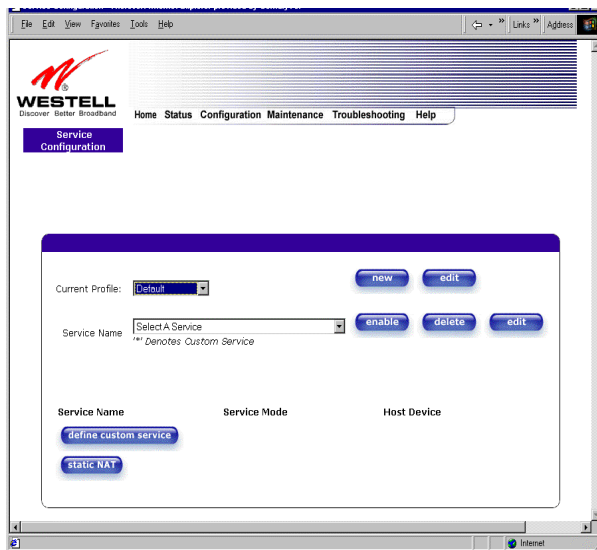 File Edit View Favorites Tools Help Links » Address
WESTELL
Discover Better Broadband
Home Status Configuration Maintenance Troubleshooting Help
Service
Configuration
Current Profile: Default new edit
Service Name Select A Service enable delete edit
'*' Denotes Custom Service
Service Name Service Mode Host Device
define custom service
static NAT
Internet